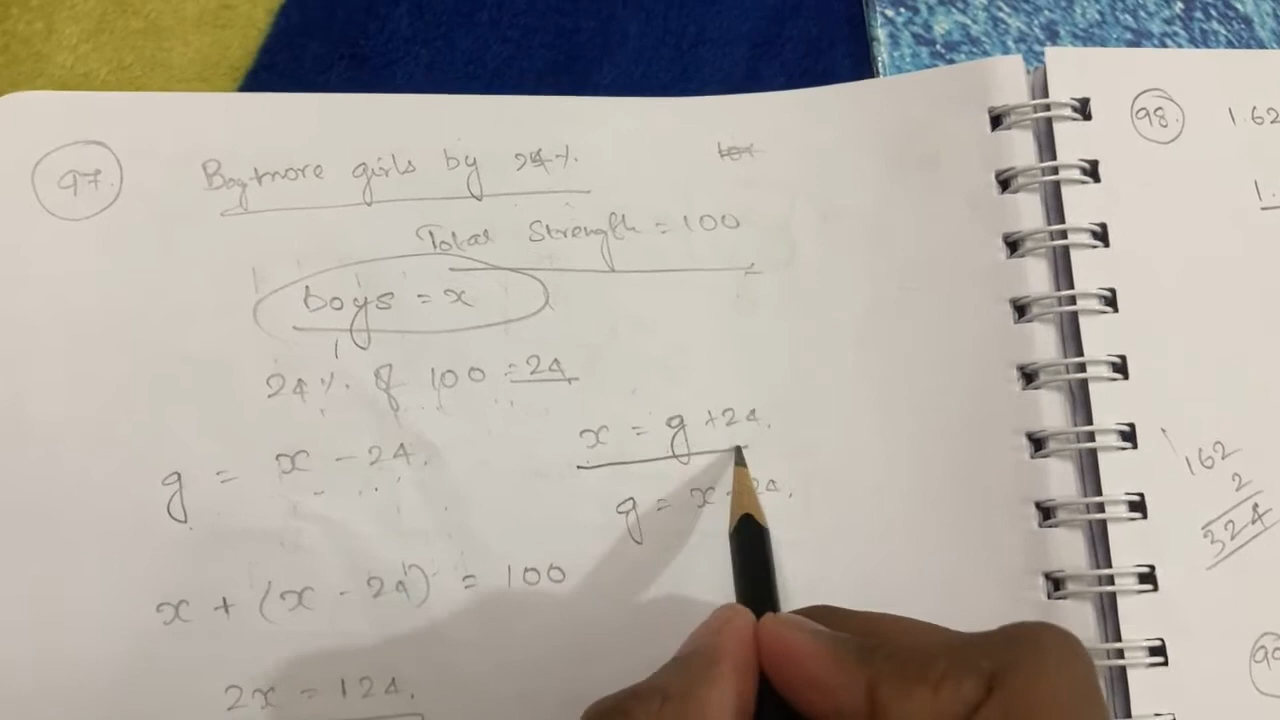 97.
Boys more girls by 24%.
Total Strength = 100
boys = x
24% of 100 = 24
g = x - 24.
x = g + 24.
g = x - 24.
x + (x - 24) = 100
2x = 124.
98.
1.62
1.
162
2
324